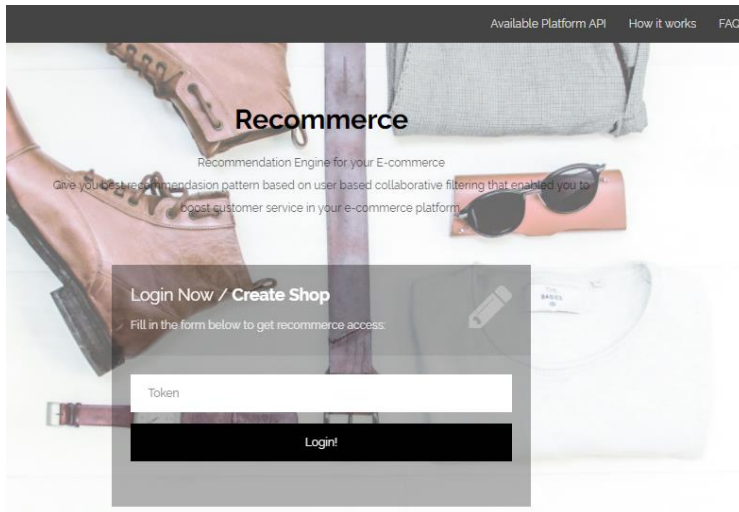 Available Platform API How it works FAQ
Recommerce
Recommendation Engine for your E-commerce
Give you best recommendasion pattern based on user based collaborative filtering that enabled you to
boost customer service in your e-commerce platform.
THE
BASICS
Login Now / Create Shop
Fill in the form below to get recommerce access:
Token
Login!